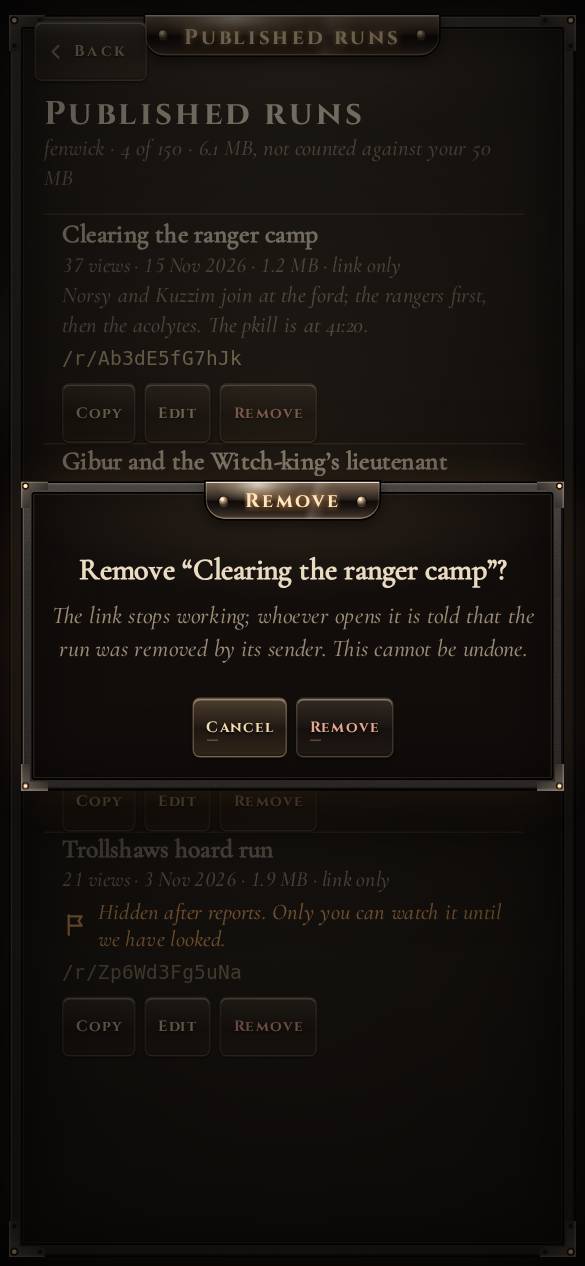 Published runs
Back
Published runs
fenwick · 4 of 150 · 6.1 MB, not counted against your 50
MB
Clearing the ranger camp
37 views · 15 Nov 2026 · 1.2 MB · link only
Norsy and Kuzzim join at the ford; the rangers first,
then the acolytes. The pkill is at 41:20.
/r/Ab3dE5fG7hJk
Copy Edit Remove
Gibur and the Witch-king’s lieutenant
Remove
Remove “Clearing the ranger camp”?
The link stops working; whoever opens it is told that the
run was removed by its sender. This cannot be undone.
Cancel Remove
Copy Edit Remove
Trollshaws hoard run
21 views · 3 Nov 2026 · 1.9 MB · link only
Hidden after reports. Only you can watch it until
we have looked.
/r/Zp6Wd3Fg5uNa
Copy Edit Remove